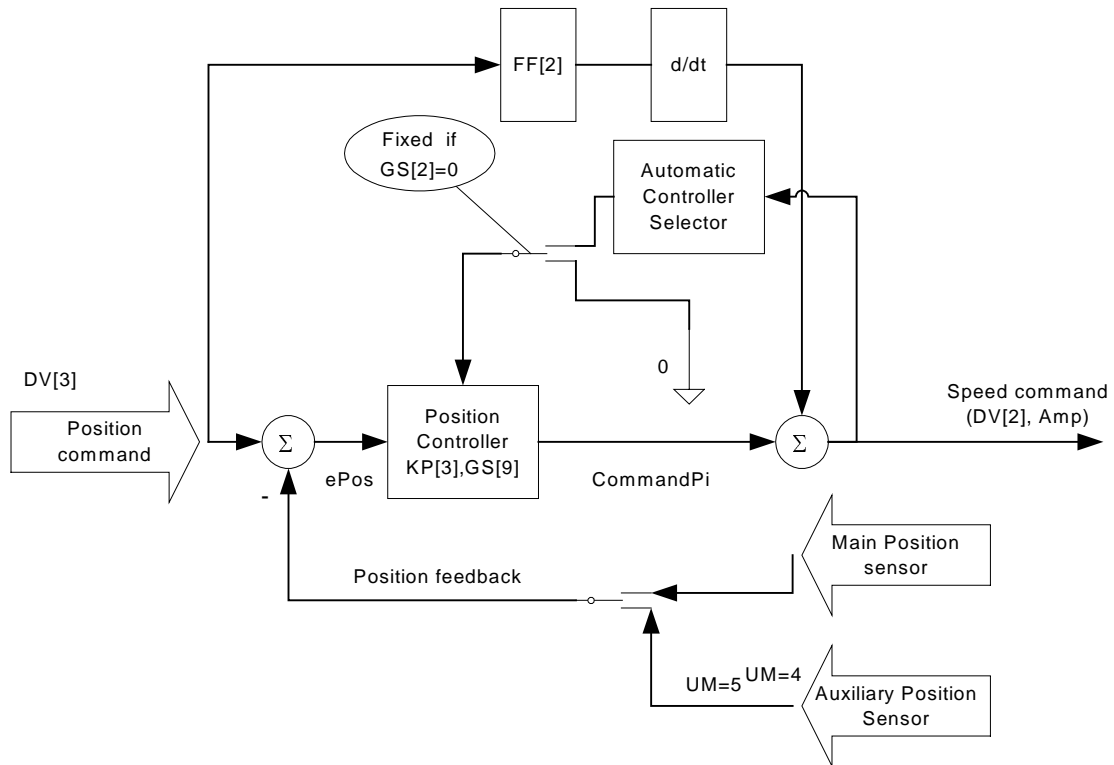 FF[2]
d/dt
Fixed if
GS[2]=0
Automatic
Controller
Selector
0
DV[3]
Position
command
Σ
ePos
-
Position
Controller
KP[3],GS[9]
CommandPi
Σ
Speed command
(DV[2], Amp)
Position feedback
Main Position
sensor
UM=5 UM=4
Auxiliary Position
Sensor